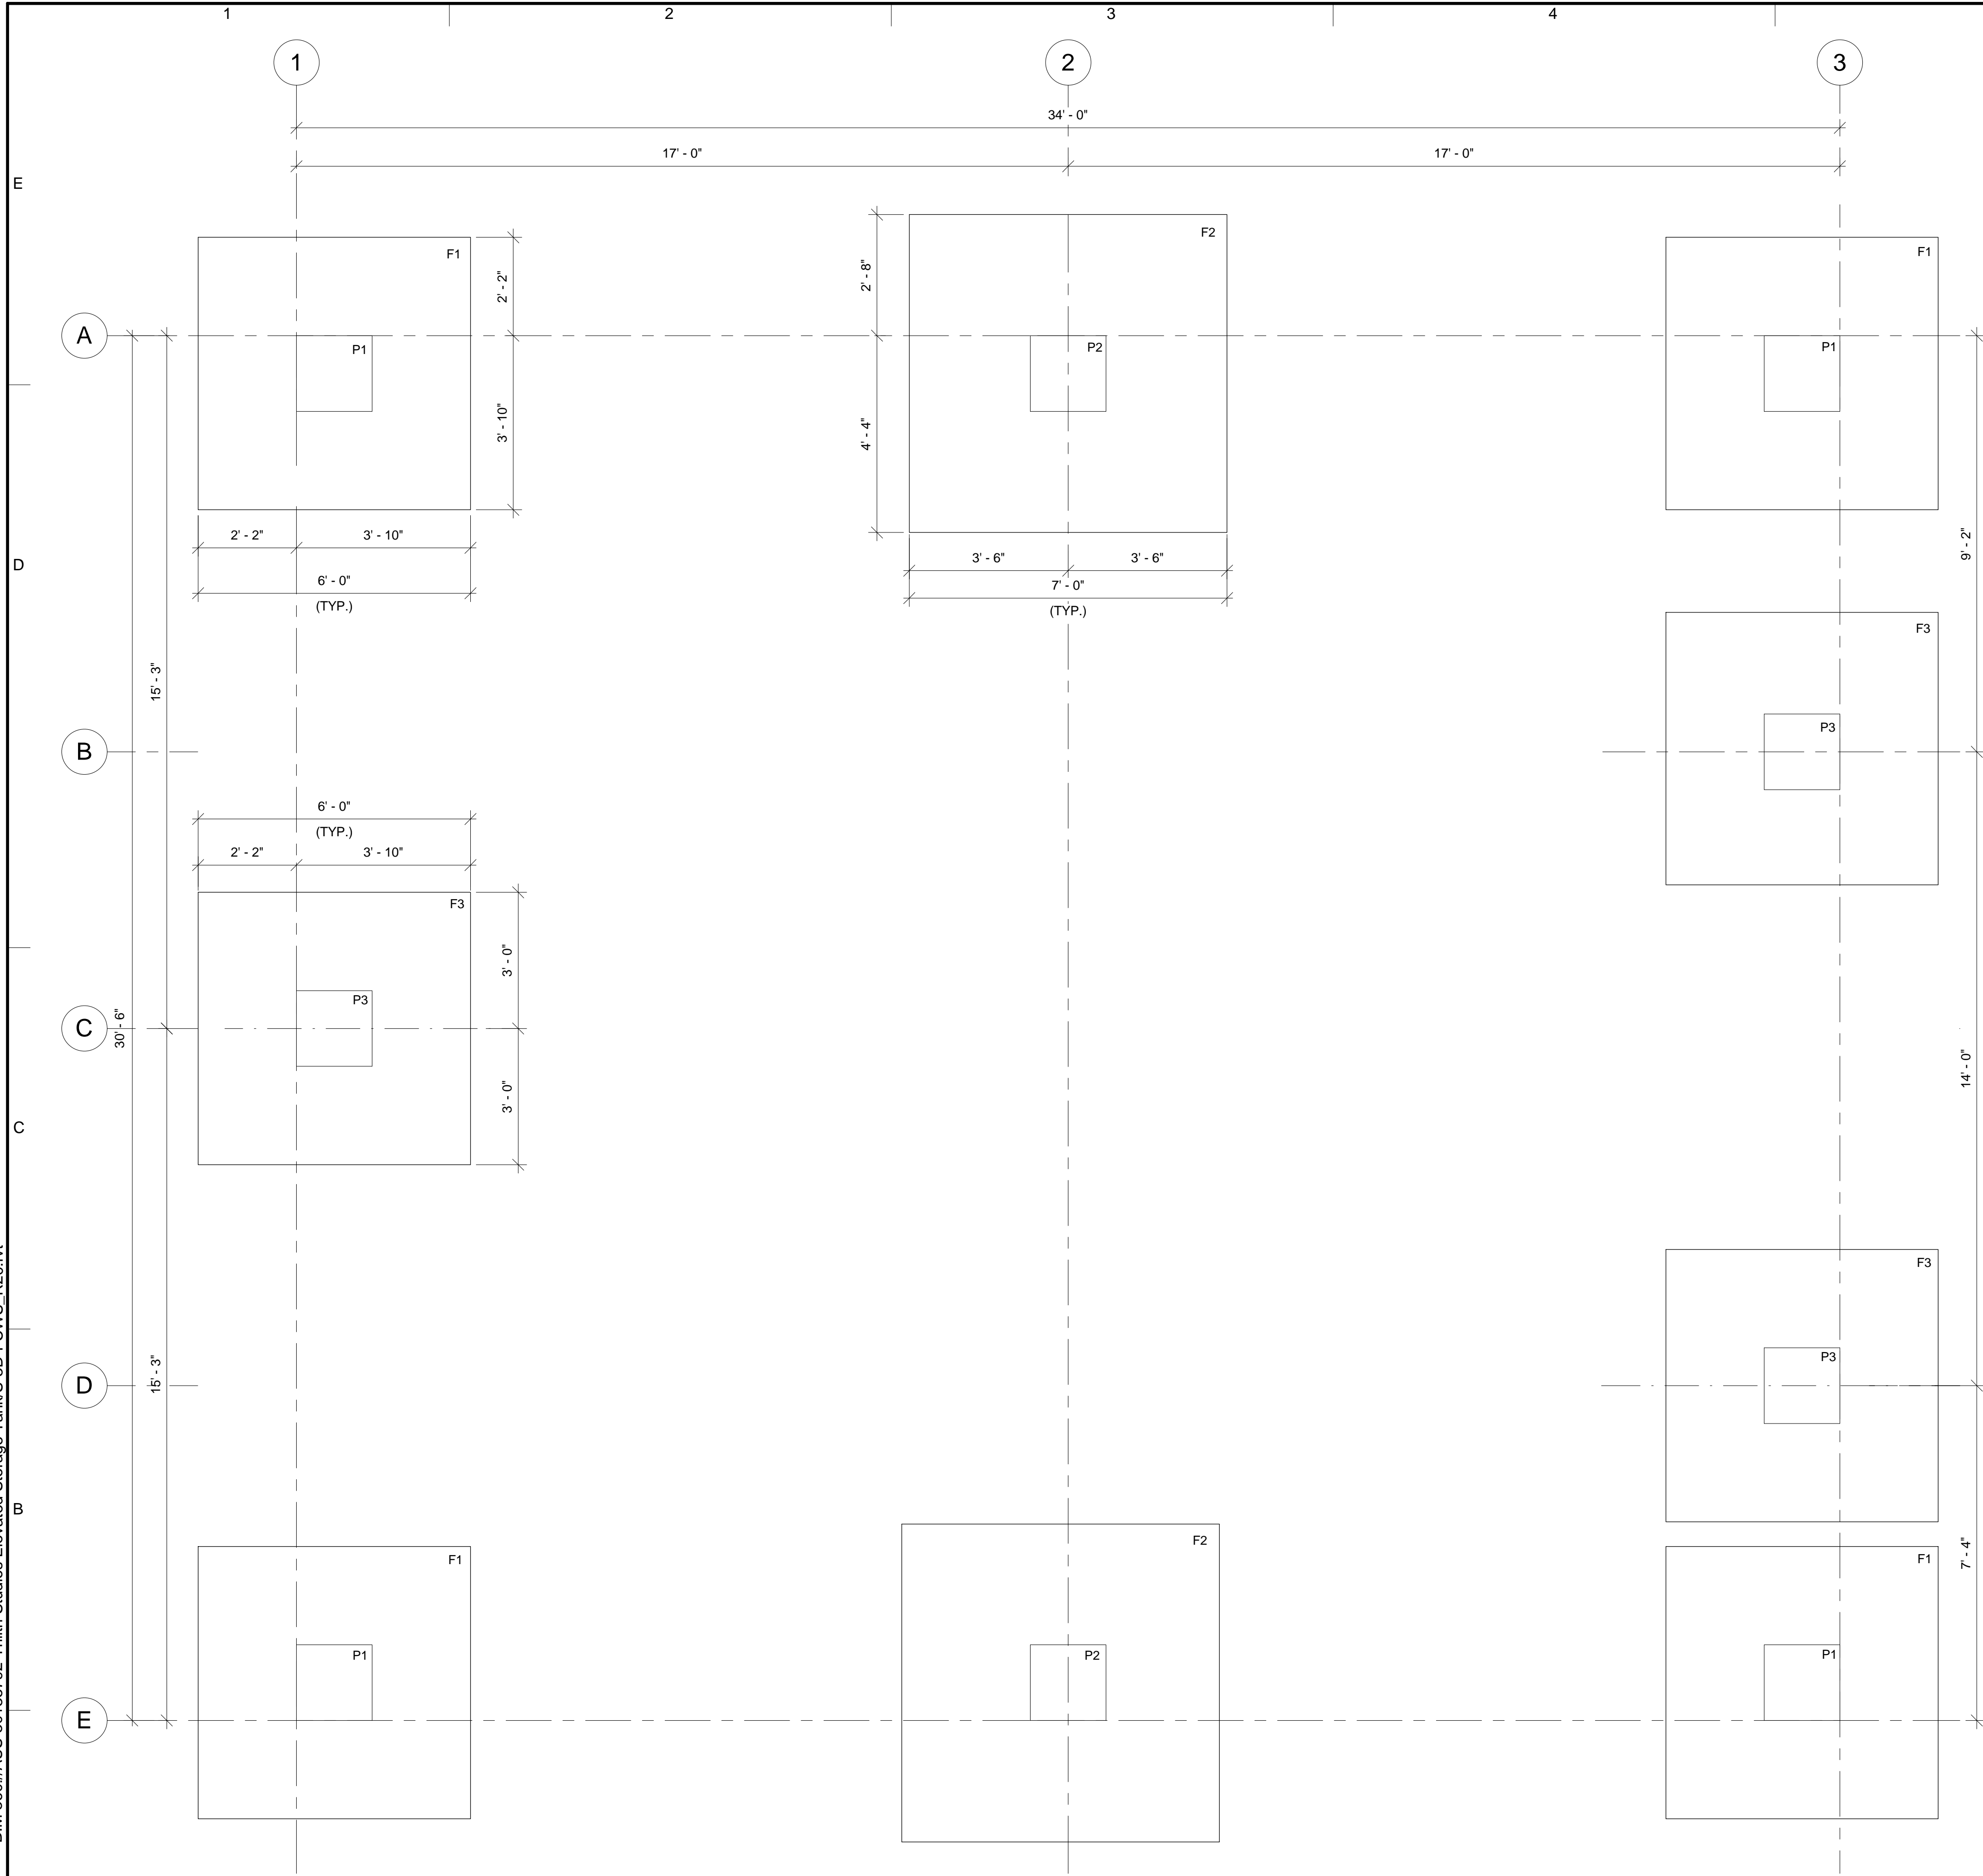 1 2 3 4
1 2 3
34' - 0"
17' - 0" 17' - 0"
E
F1 F2 F1
2' - 2" 2' - 8"
A
P1 P2 P1
3' - 10" 4' - 4"
2' - 2" 3' - 10"
6' - 0"
(TYP.)
3' - 6" 3' - 6"
7' - 0"
(TYP.)
9' - 2"
D
F3
15' - 3"
B
P3
6' - 0"
(TYP.)
2' - 2" 3' - 10"
F3
3' - 0"
P3
C
30' - 6"
3' - 0"
14' - 0"
C
F3
15' - 3"
D
P3
B
F1 F2 F1
7' - 4"
P1 P2 P1
E